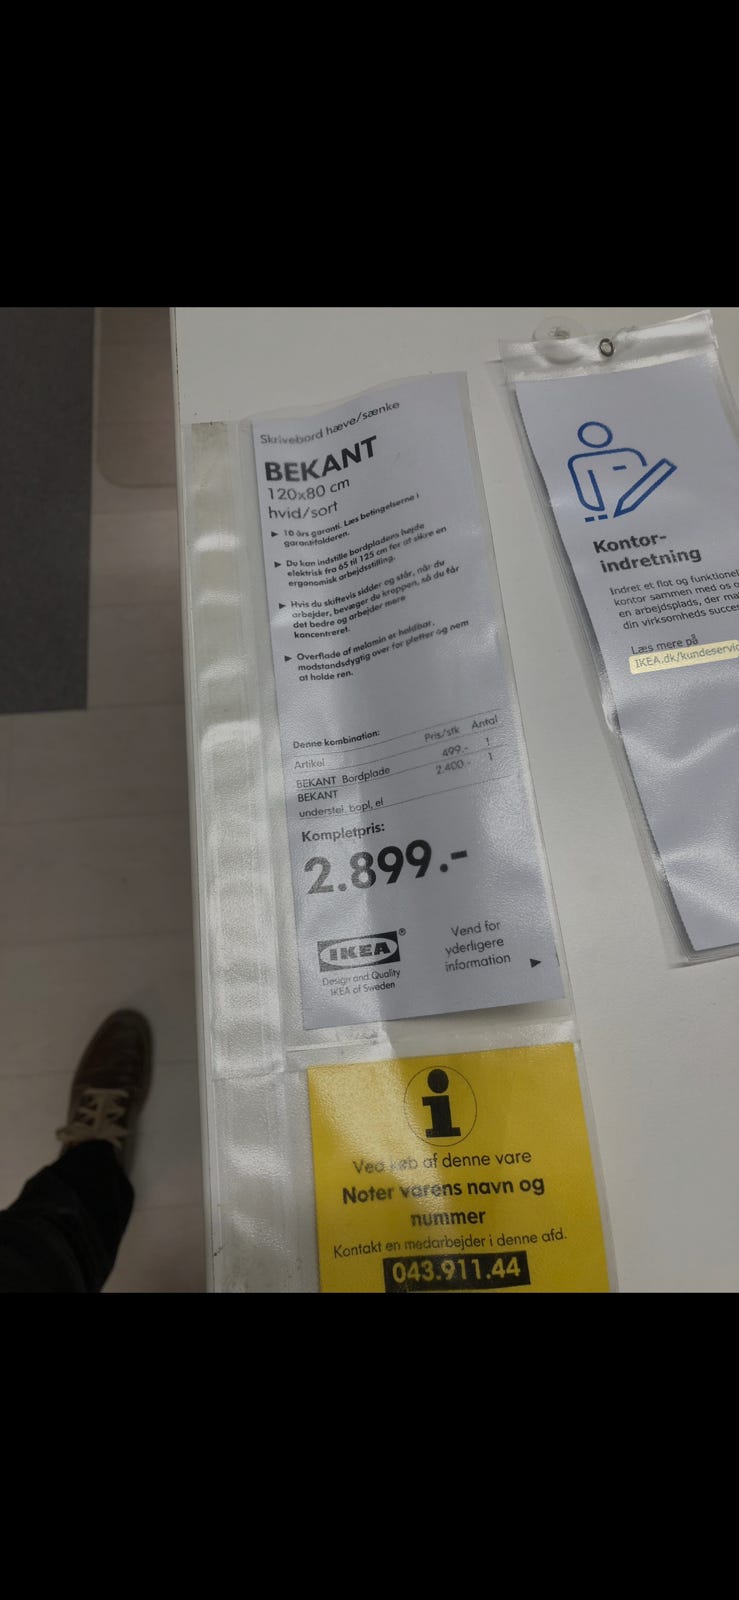 Skrivebord hæve/sænke
BEKANT
120x80 cm
hvid/sort
► 10 års garanti. Læs betingelserne i
garantifolderen.
► Du kan indstille bordpladens højde
elektrisk fra 65 til 125 cm for at sikre en
ergonomisk arbejdsstilling.
► Hvis du skiftevis sidder og står, når du
arbejder, bevæger du kroppen, så du får
det bedre og arbejder mere
koncentreret.
► Overflade af melamin er holdbar,
modstandsdygtig over for pletter og nem
at holde ren.
Denne kombination:
Artikel Pris/stk Antal
BEKANT Bordplade 499.- 1
BEKANT 2.400.- 1
understel, bopl, el
Kompletpris:
2.899.-
IKEA®
Design and Quality
IKEA of Sweden
Vend for
yderligere
information ►
i
Ved køb af denne vare
Noter varens navn og
nummer
Kontakt en medarbejder i denne afd.
043.911.44
Kontor-
indretning
Indret et flot og funktionel
kontor sammen med os o
en arbejdsplads, der ma
din virksomheds succes
Læs mere på
IKEA.dk/kundeservic